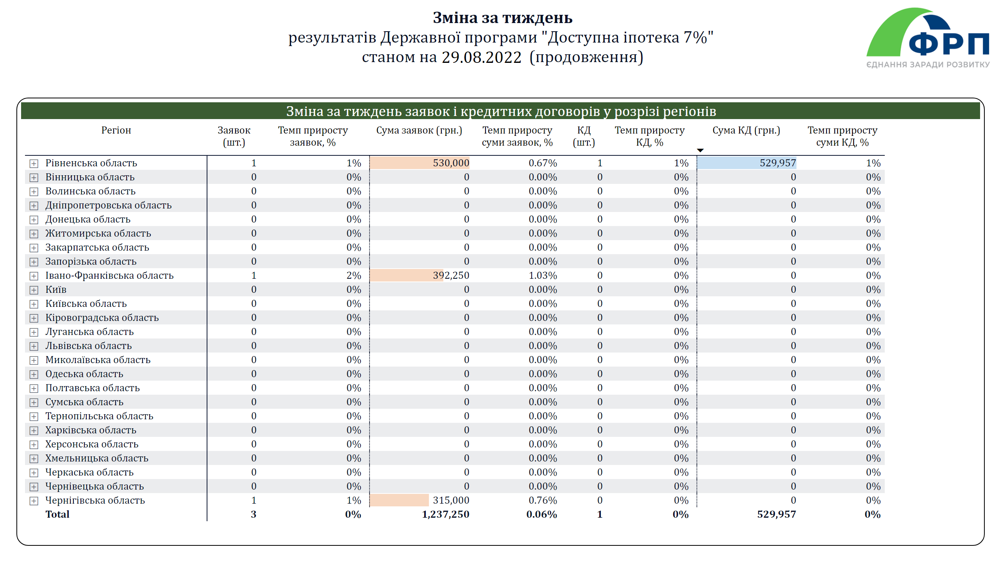 Зміна за тиждень
результатів Державної програми "Доступна іпотека 7%"
станом на 29.08.2022 (продовження)
ФРП
ЄДНАННЯ ЗАРАДИ РОЗВИТКУ
Зміна за тиждень заявок і кредитних договорів у розрізі регіонів
Регіон Заявок (шт.) Темп приросту заявок, % Сума заявок (грн.) Темп приросту суми заявок, % КД (шт.) Темп приросту КД, % Сума КД (грн.) Темп приросту суми КД, %
Рівненська область 1 1% 530,000 0.67% 1 1% 529,957 1%
Вінницька область 0 0% 0 0.00% 0 0% 0 0%
Волинська область 0 0% 0 0.00% 0 0% 0 0%
Дніпропетровська область 0 0% 0 0.00% 0 0% 0 0%
Донецька область 0 0% 0 0.00% 0 0% 0 0%
Житомирська область 0 0% 0 0.00% 0 0% 0 0%
Закарпатська область 0 0% 0 0.00% 0 0% 0 0%
Запорізька область 0 0% 0 0.00% 0 0% 0 0%
Івано-Франківська область 1 2% 392,250 1.03% 0 0% 0 0%
Київ 0 0% 0 0.00% 0 0% 0 0%
Київська область 0 0% 0 0.00% 0 0% 0 0%
Кіровоградська область 0 0% 0 0.00% 0 0% 0 0%
Луганська область 0 0% 0 0.00% 0 0% 0 0%
Львівська область 0 0% 0 0.00% 0 0% 0 0%
Миколаївська область 0 0% 0 0.00% 0 0% 0 0%
Одеська область 0 0% 0 0.00% 0 0% 0 0%
Полтавська область 0 0% 0 0.00% 0 0% 0 0%
Сумська область 0 0% 0 0.00% 0 0% 0 0%
Тернопільська область 0 0% 0 0.00% 0 0% 0 0%
Харківська область 0 0% 0 0.00% 0 0% 0 0%
Херсонська область 0 0% 0 0.00% 0 0% 0 0%
Хмельницька область 0 0% 0 0.00% 0 0% 0 0%
Черкаська область 0 0% 0 0.00% 0 0% 0 0%
Чернівецька область 0 0% 0 0.00% 0 0% 0 0%
Чернігівська область 1 1% 315,000 0.76% 0 0% 0 0%
Total 3 0% 1,237,250 0.06% 1 0% 529,957 0%